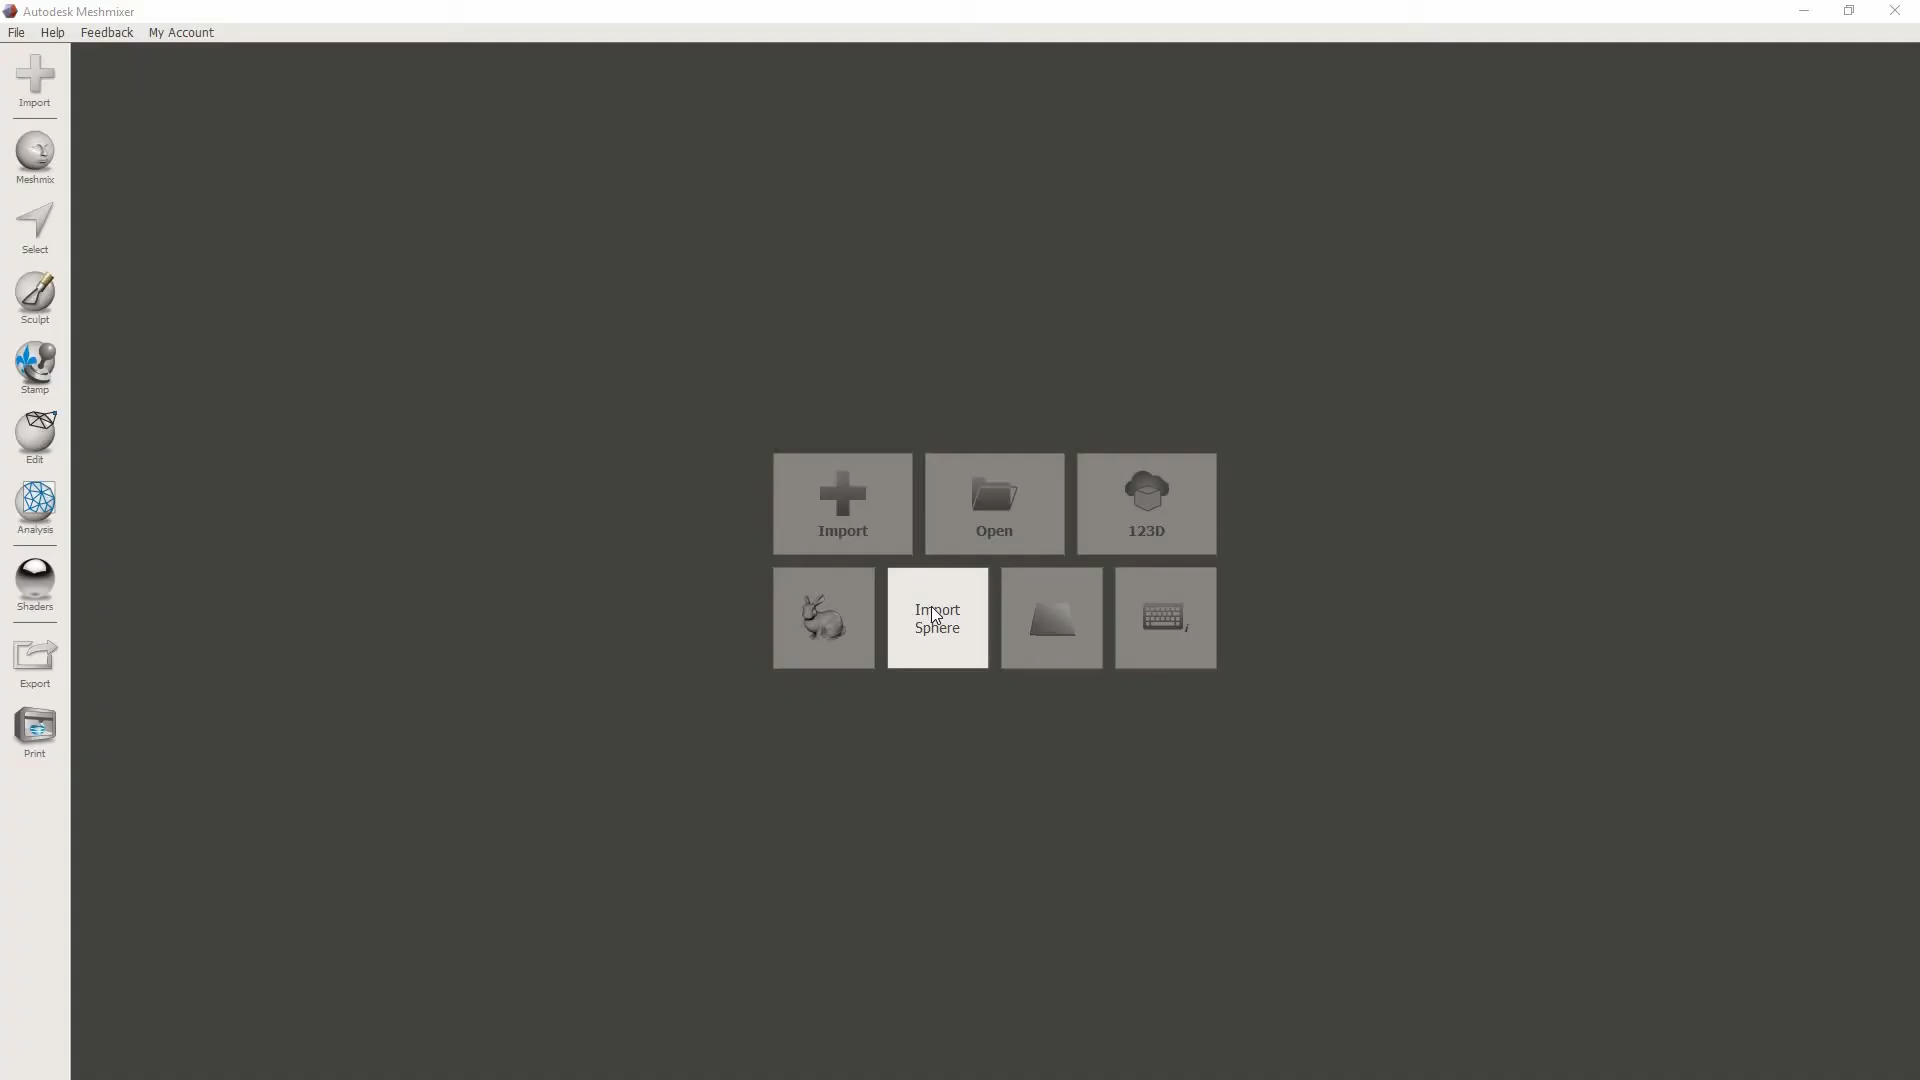 Autodesk Meshmixer
File Help Feedback My Account
Import
Meshmix
Select
Sculpt
Stamp
Edit
Analysis
Shaders
Export
Print
Import Open 123D
Import
Sphere
i